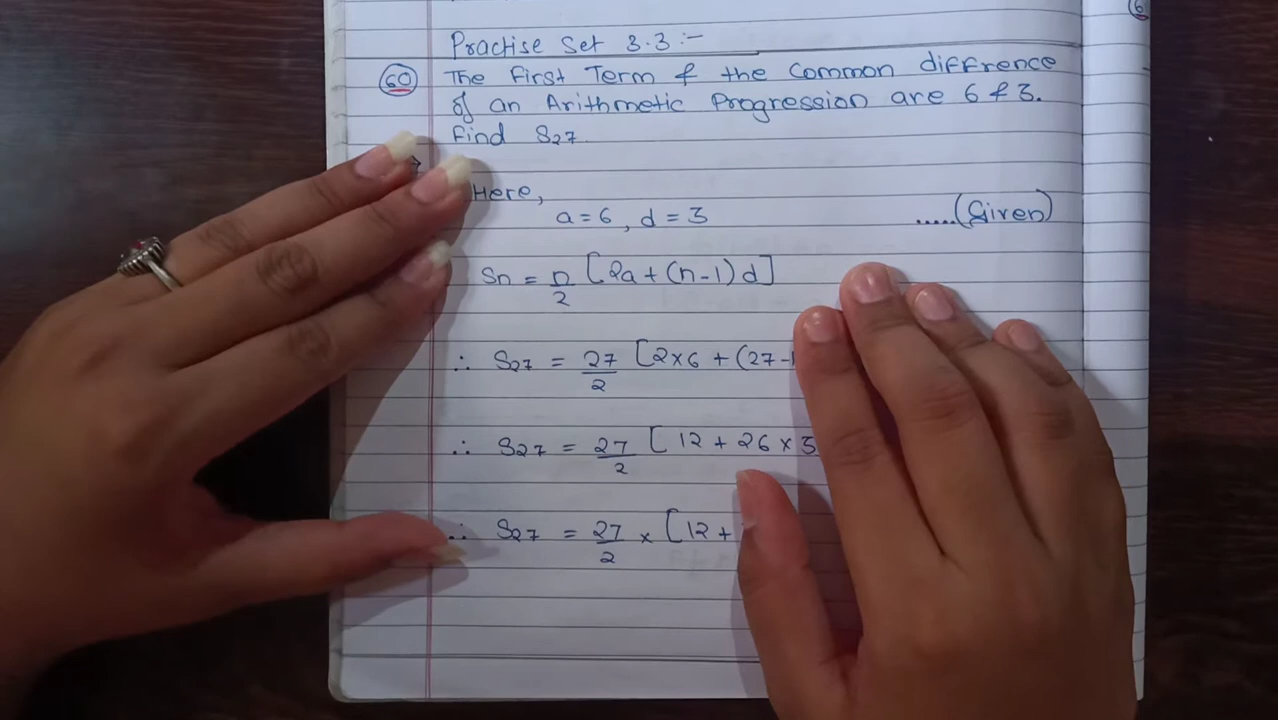 Practise Set 3.3 :-
60 The First Term & the Common diffrence
of an Arithmetic Progression are 6 & 3.
Find S27.
Here,
a = 6 , d = 3 .....(Given)
Sn = n/2 [2a + (n-1) d]
∴ S27 = 27/2 [2×6 + (27-1
∴ S27 = 27/2 [ 12 + 26 × 3
∴ S27 = 27/2 × [12 +